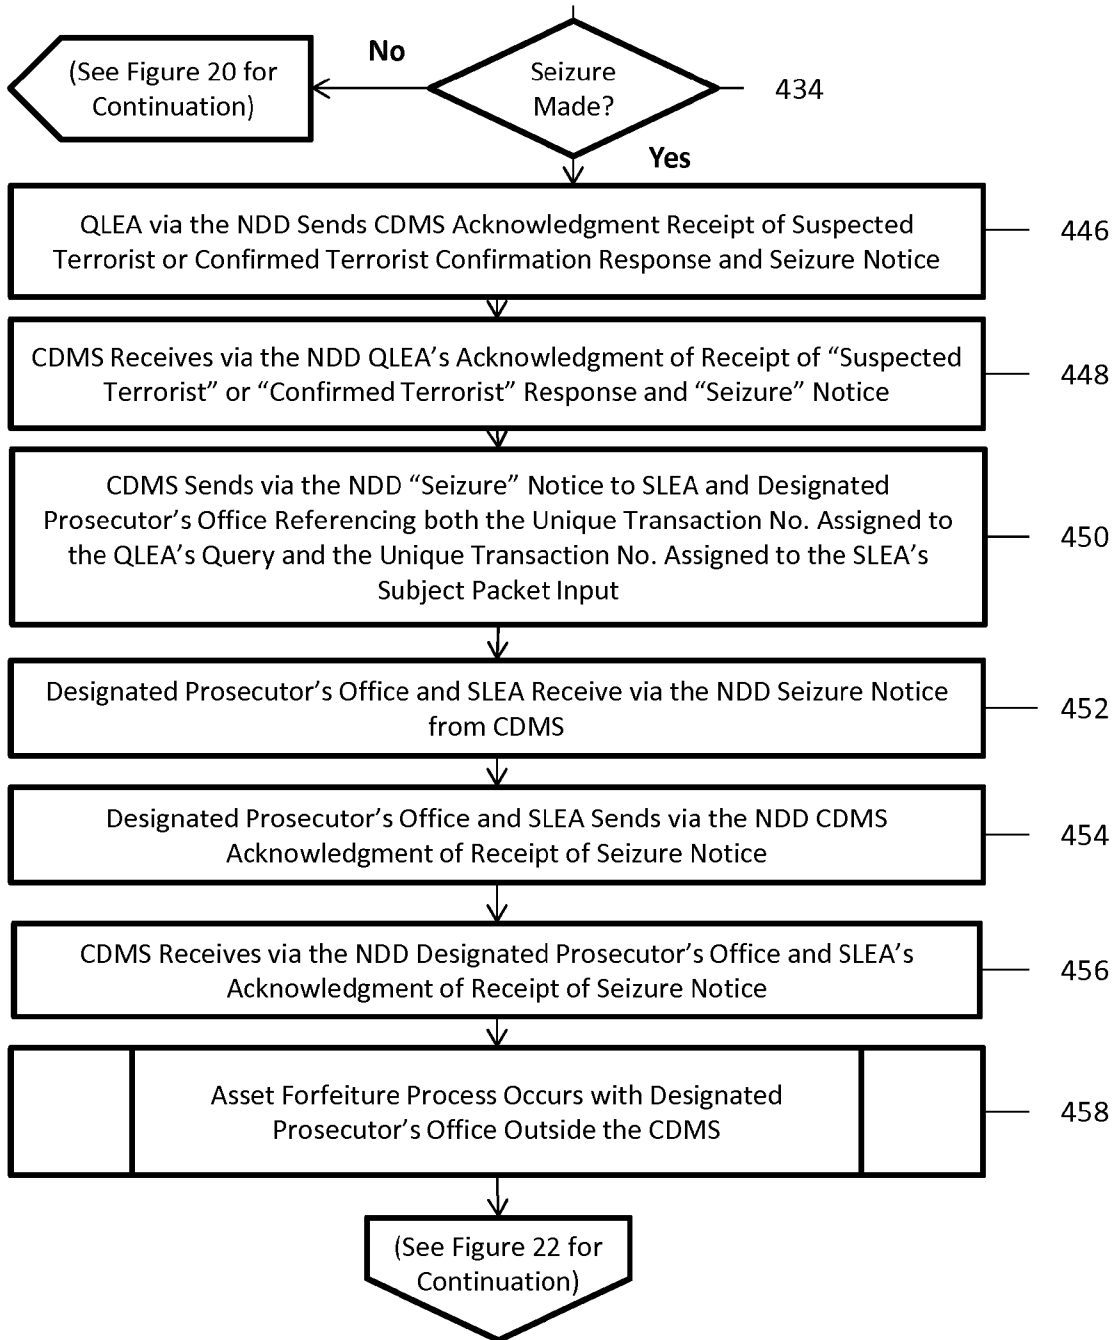 No
(See Figure 20 for
Continuation)
Seizure
Made?
434
Yes
QLEA via the NDD Sends CDMS Acknowledgment Receipt of Suspected
Terrorist or Confirmed Terrorist Confirmation Response and Seizure Notice
446
CDMS Receives via the NDD QLEA’s Acknowledgment of Receipt of “Suspected
Terrorist” or “Confirmed Terrorist” Response and “Seizure” Notice
448
CDMS Sends via the NDD “Seizure” Notice to SLEA and Designated
Prosecutor’s Office Referencing both the Unique Transaction No. Assigned to
the QLEA’s Query and the Unique Transaction No. Assigned to the SLEA’s
Subject Packet Input
450
Designated Prosecutor’s Office and SLEA Receive via the NDD Seizure Notice
from CDMS
452
Designated Prosecutor’s Office and SLEA Sends via the NDD CDMS
Acknowledgment of Receipt of Seizure Notice
454
CDMS Receives via the NDD Designated Prosecutor’s Office and SLEA’s
Acknowledgment of Receipt of Seizure Notice
456
Asset Forfeiture Process Occurs with Designated
Prosecutor’s Office Outside the CDMS
458
(See Figure 22 for
Continuation)